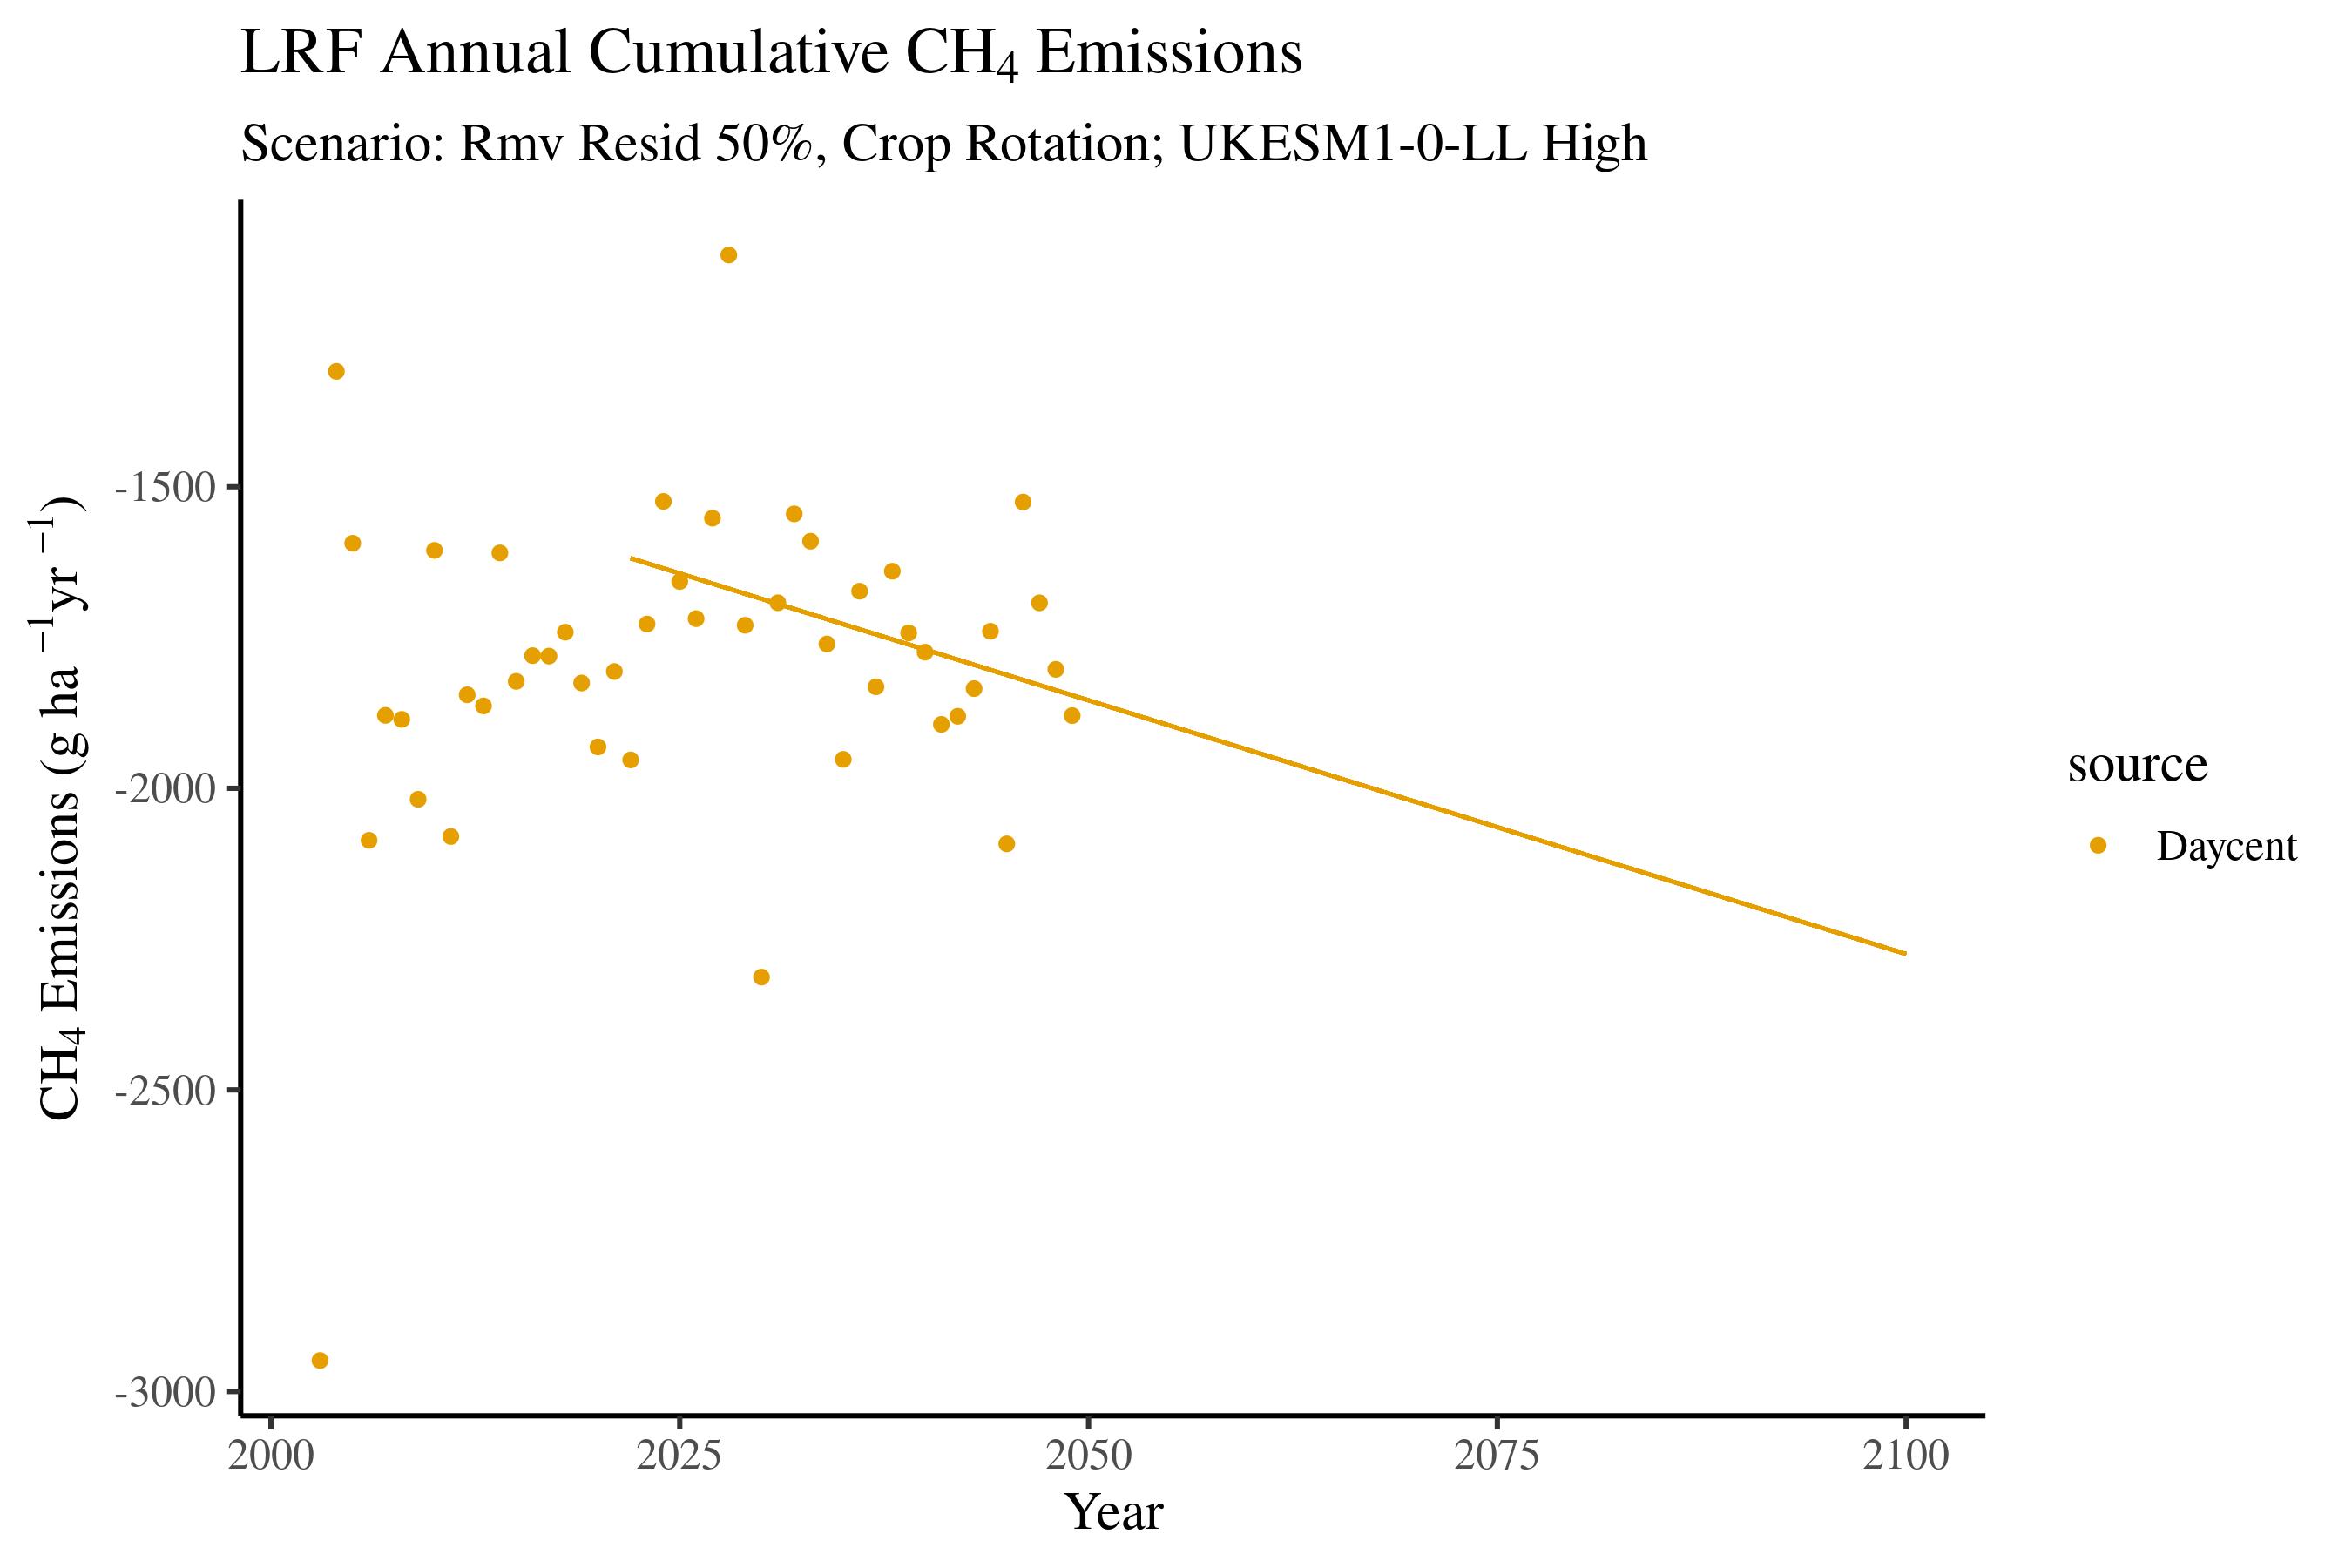 LRF Annual Cumulative CH₄ Emissions
Scenario: Rmv Resid 50%, Crop Rotation; UKESM1-0-LL High
CH₄ Emissions (g ha ⁻¹yr ⁻¹)
-1500
-2000
-2500
-3000
2000
2025
2050
2075
2100
Year
source
Daycent